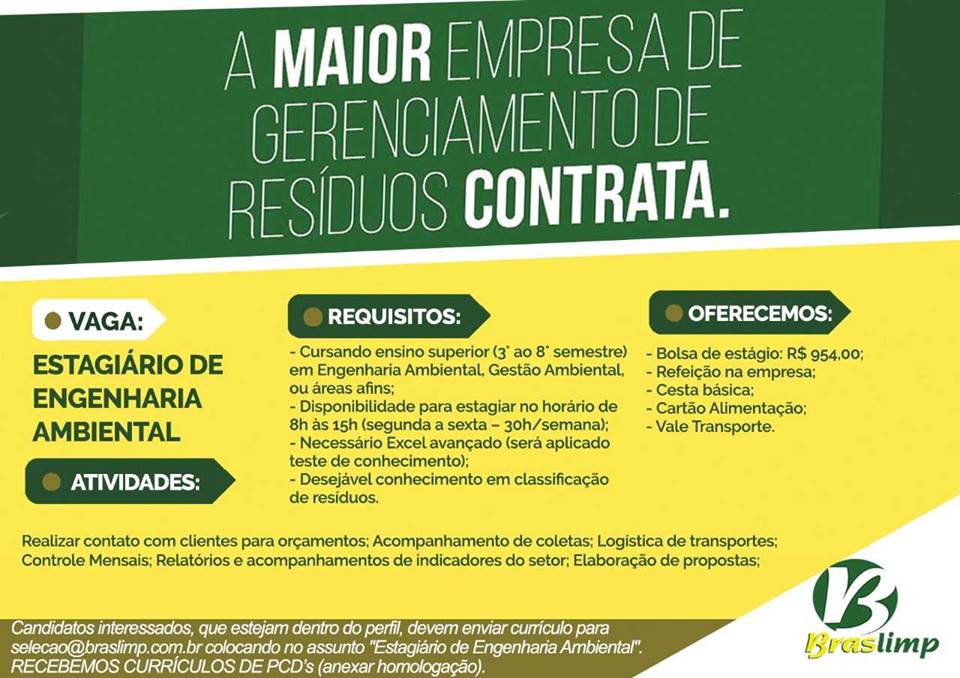 A MAIOR EMPRESA DE
GERENCIAMENTO DE
RESÍDUOS CONTRATA.
VAGA:
ESTAGIÁRIO DE
ENGENHARIA
AMBIENTAL
REQUISITOS:
- Cursando ensino superior (3° ao 8° semestre)
em Engenharia Ambiental, Gestão Ambiental,
ou áreas afins;
- Disponibilidade para estagiar no horário de
8h às 15h (segunda a sexta – 30h/semana);
- Necessário Excel avançado (será aplicado
teste de conhecimento);
- Desejável conhecimento em classificação
de resíduos.
OFERECEMOS:
- Bolsa de estágio: R$ 954,00;
- Refeição na empresa;
- Cesta básica;
- Cartão Alimentação;
- Vale Transporte.
ATIVIDADES:
Realizar contato com clientes para orçamentos; Acompanhamento de coletas; Logística de transportes;
Controle Mensais; Relatórios e acompanhamentos de indicadores do setor; Elaboração de propostas;
Candidatos interessados, que estejam dentro do perfil, devem enviar currículo para
selecao@braslimp.com.br colocando no assunto "Estagiário de Engenharia Ambiental".
RECEBEMOS CURRÍCULOS DE PCD's (anexar homologação).
B
Braslimp